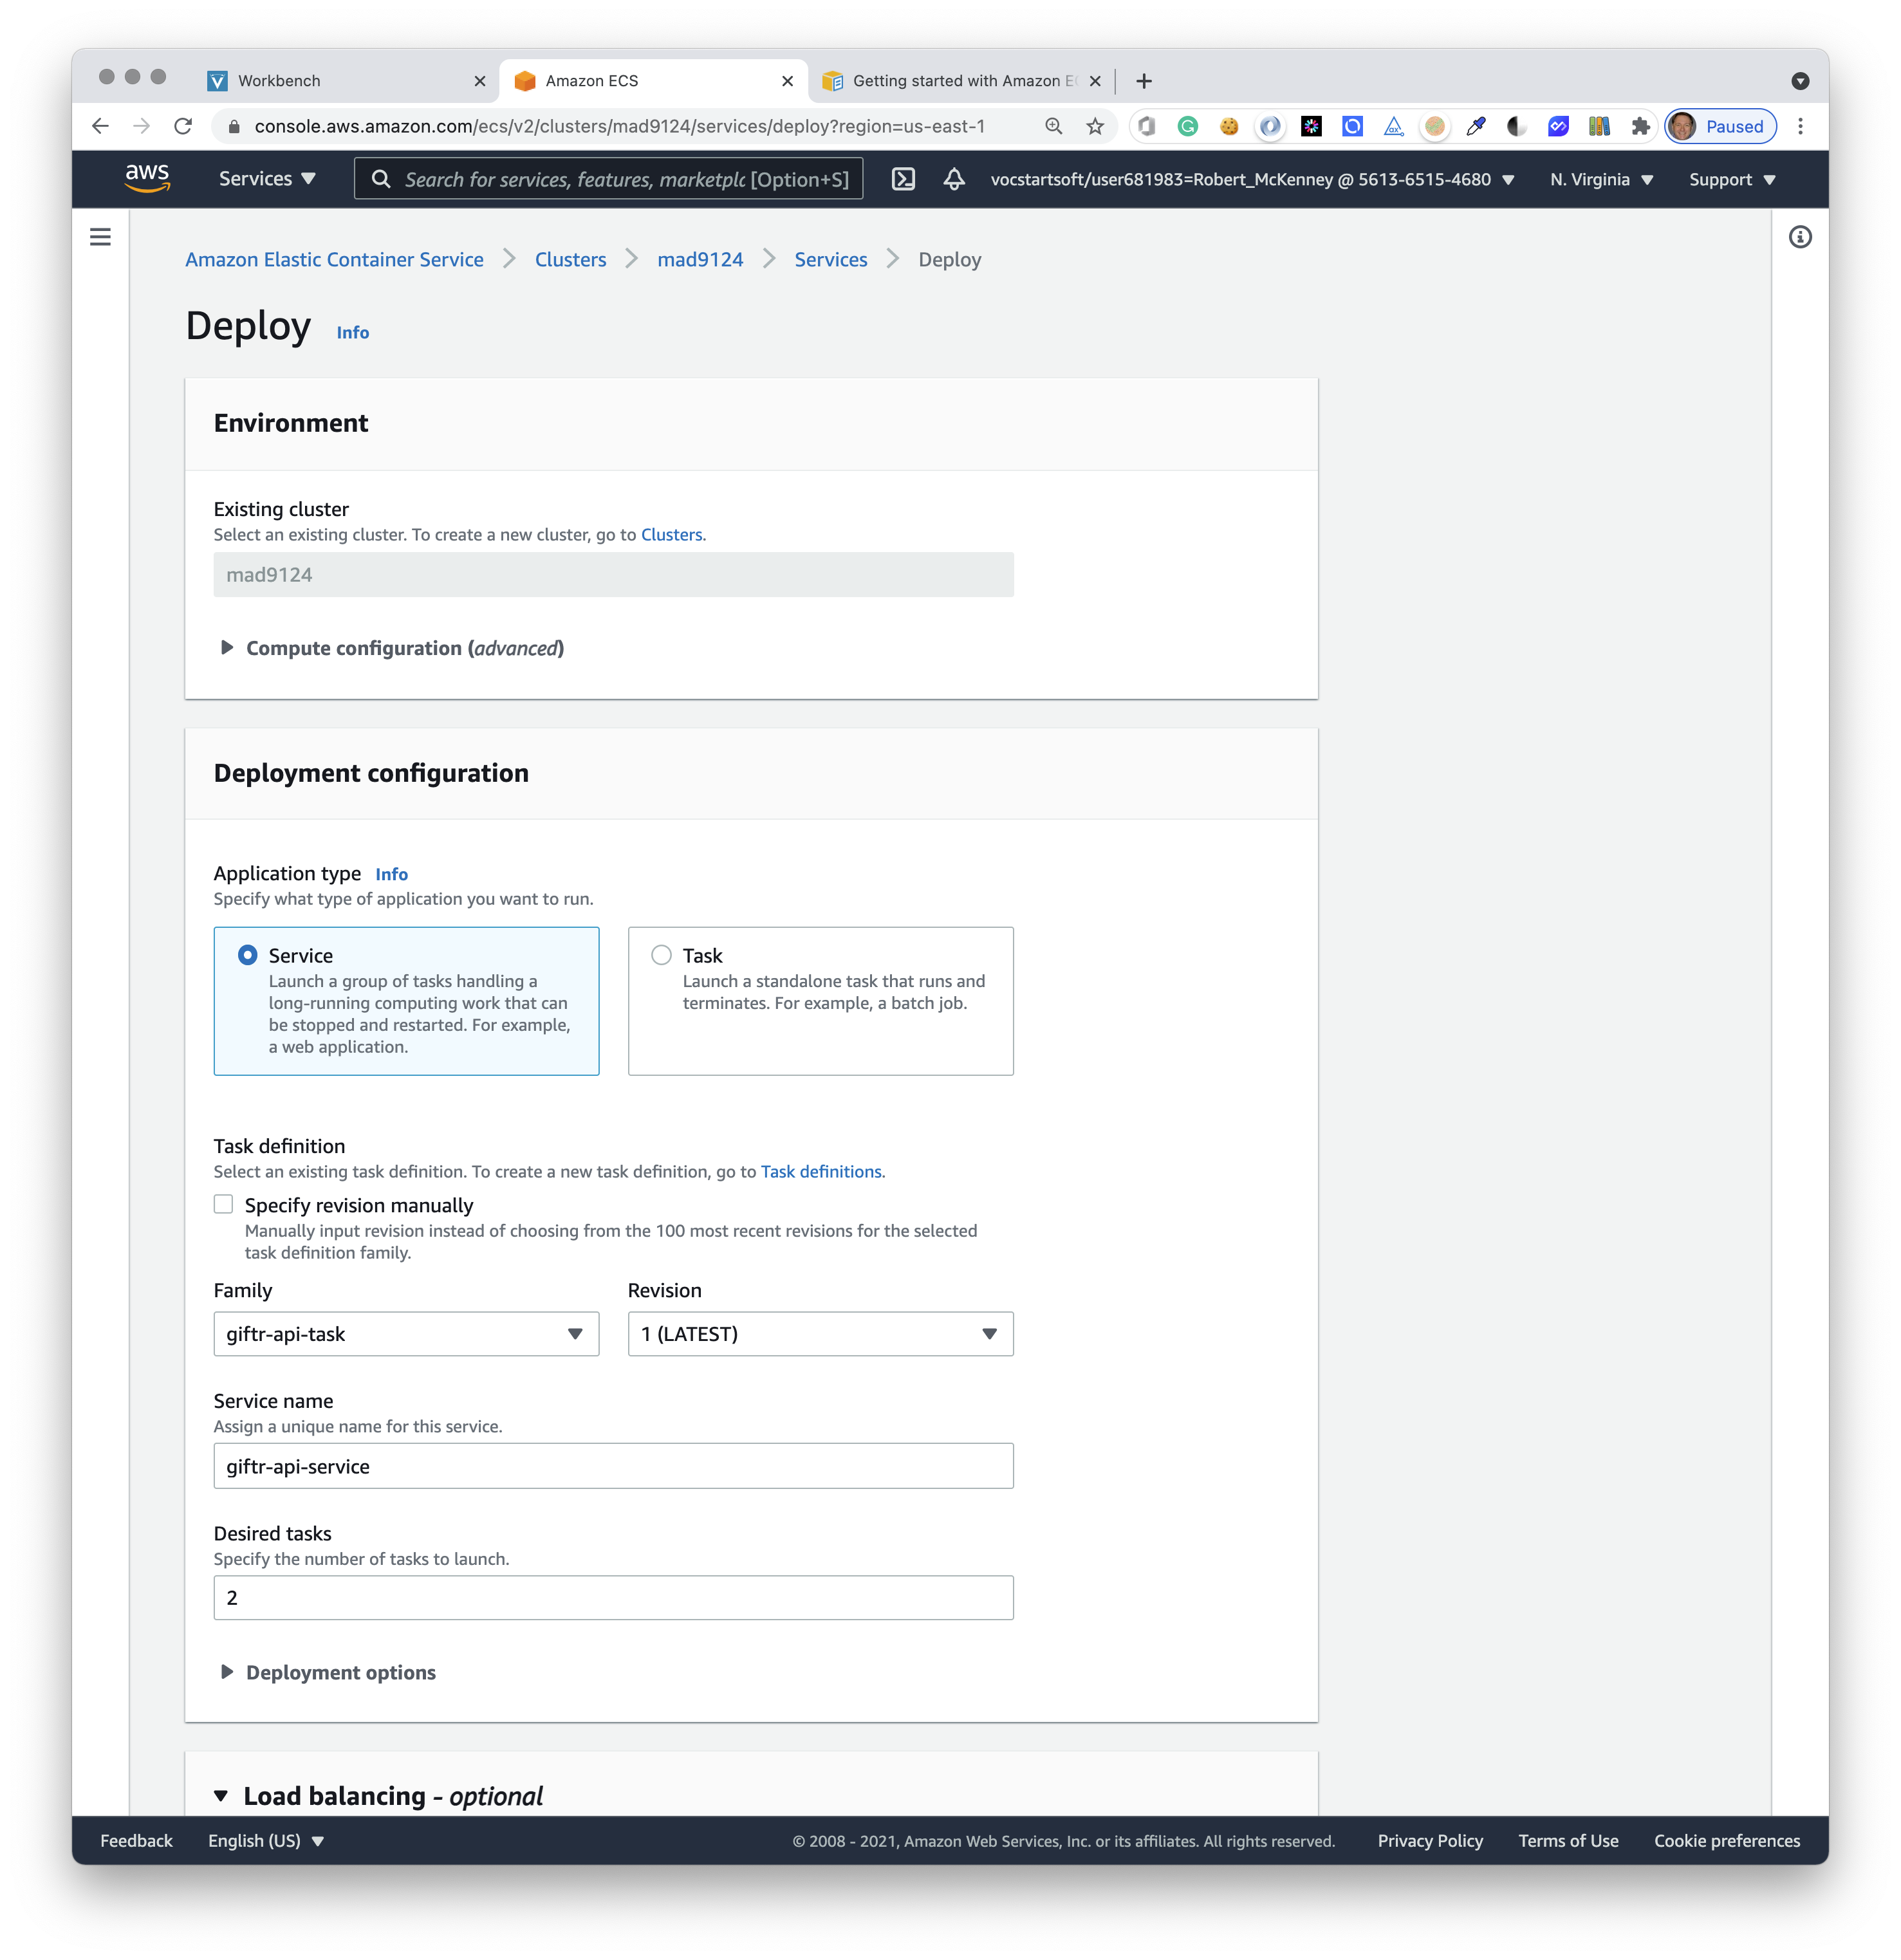 Workbench
Amazon ECS
Getting started with Amazon E
console.aws.amazon.com/ecs/v2/clusters/mad9124/services/deploy?region=us-east-1
Paused
aws
Services
Search for services, features, marketplc [Option+S]
vocstartsoft/user681983=Robert_McKenney @ 5613-6515-4680
N. Virginia
Support
Amazon Elastic Container Service
Clusters
mad9124
Services
Deploy
Deploy Info
Environment
Existing cluster
Select an existing cluster. To create a new cluster, go to Clusters.
mad9124
Compute configuration (advanced)
Deployment configuration
Application type Info
Specify what type of application you want to run.
Service
Launch a group of tasks handling a
long-running computing work that can
be stopped and restarted. For example,
a web application.
Task
Launch a standalone task that runs and
terminates. For example, a batch job.
Task definition
Select an existing task definition. To create a new task definition, go to Task definitions.
Specify revision manually
Manually input revision instead of choosing from the 100 most recent revisions for the selected
task definition family.
Family
Revision
giftr-api-task
1 (LATEST)
Service name
Assign a unique name for this service.
giftr-api-service
Desired tasks
Specify the number of tasks to launch.
2
Deployment options
Load balancing - optional
Feedback
English (US)
© 2008 - 2021, Amazon Web Services, Inc. or its affiliates. All rights reserved.
Privacy Policy
Terms of Use
Cookie preferences